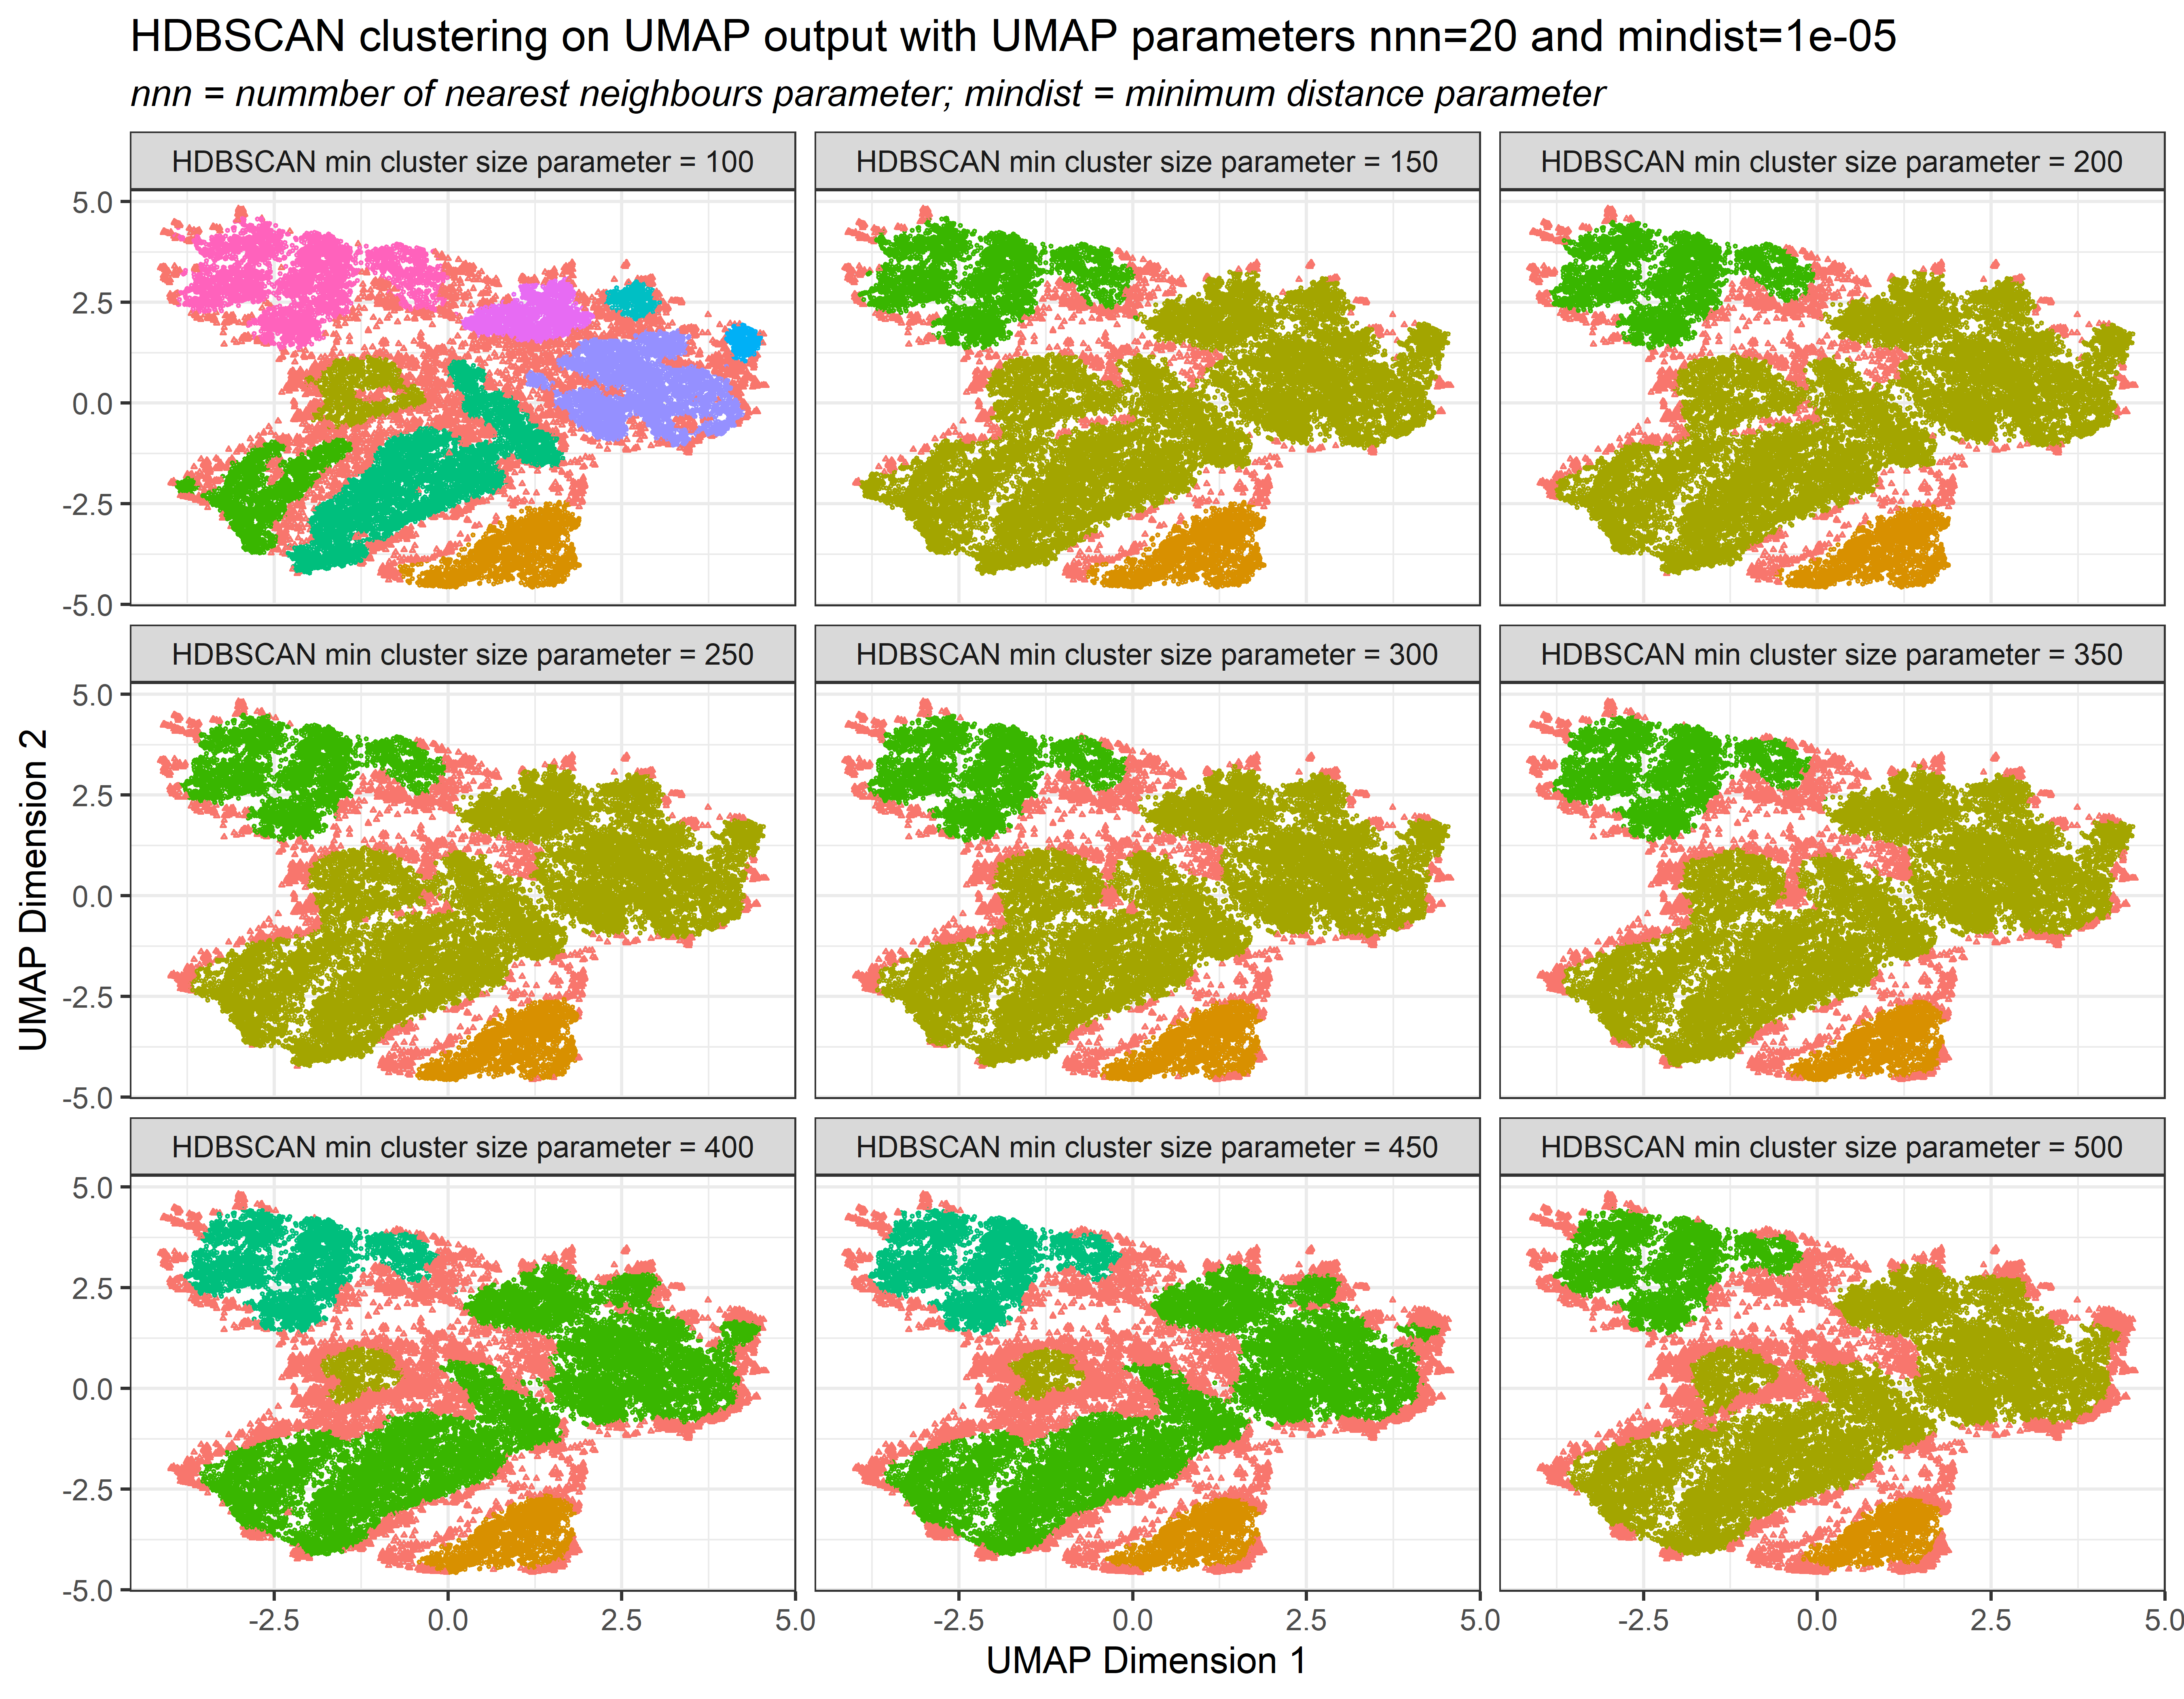 HDBSCAN clustering on UMAP output with UMAP parameters nnn=20 and mindist=1e-05
nnn = nummber of nearest neighbours parameter; mindist = minimum distance parameter
HDBSCAN min cluster size parameter = 100
HDBSCAN min cluster size parameter = 150
HDBSCAN min cluster size parameter = 200
5.0
2.5
0.0
-2.5
-5.0
HDBSCAN min cluster size parameter = 250
HDBSCAN min cluster size parameter = 300
HDBSCAN min cluster size parameter = 350
5.0
2.5
0.0
-2.5
-5.0
UMAP Dimension 2
HDBSCAN min cluster size parameter = 400
HDBSCAN min cluster size parameter = 450
HDBSCAN min cluster size parameter = 500
5.0
2.5
0.0
-2.5
-5.0
-2.5 0.0 2.5 5.0 -2.5 0.0 2.5 5.0 -2.5 0.0 2.5 5.0
UMAP Dimension 1